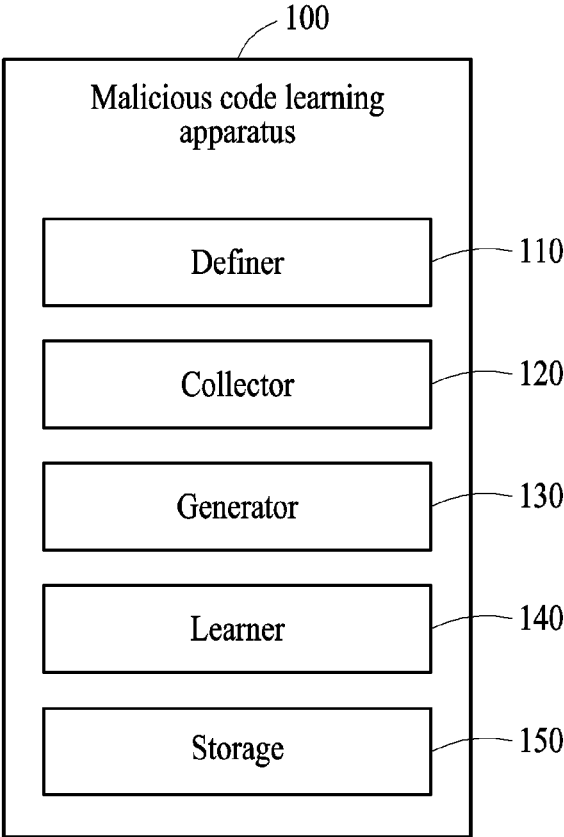 100
Malicious code learning
apparatus
Definer
110
Collector
120
Generator
130
Learner
140
Storage
150